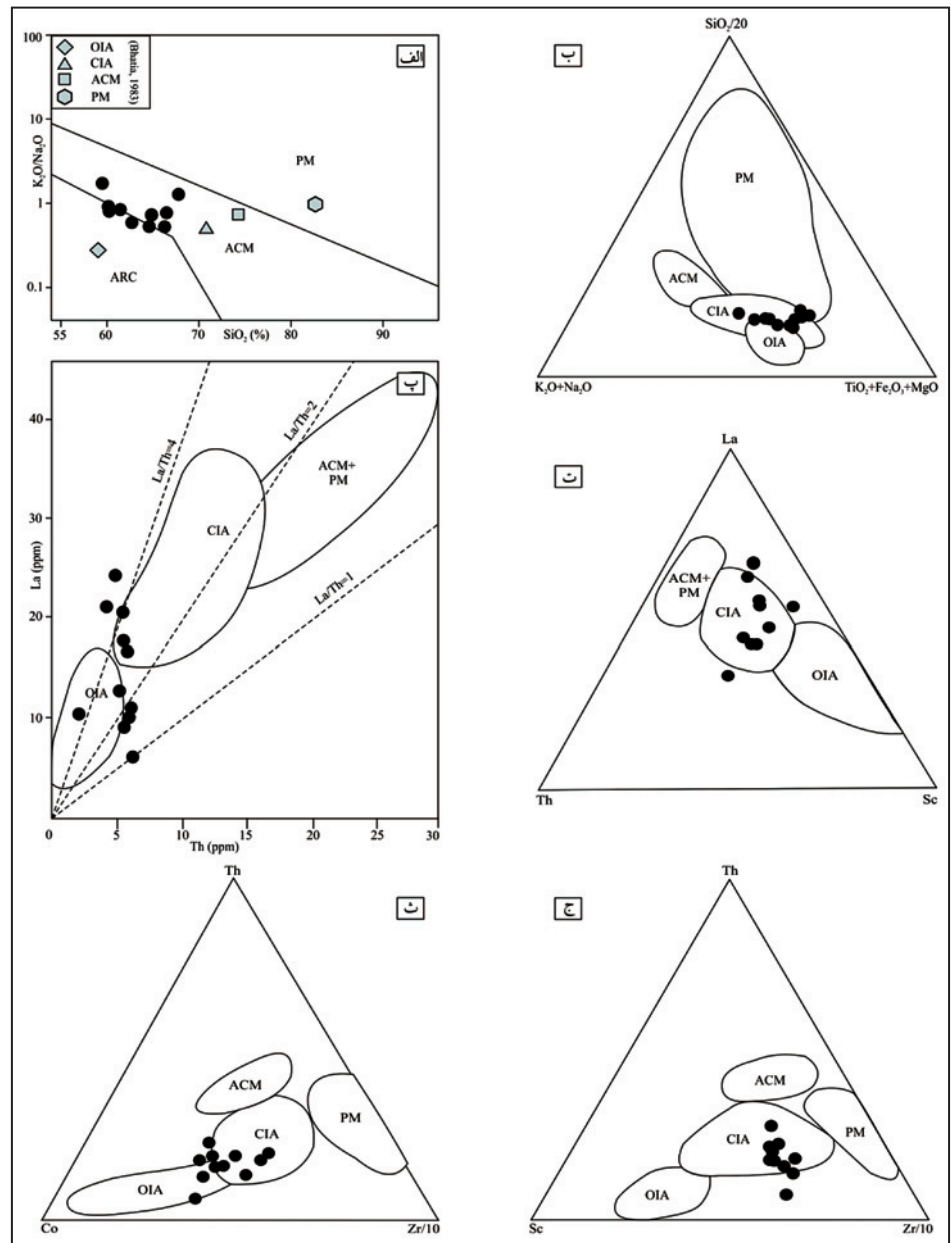 الف
100
10
1
0.1
K₂O/Na₂O
OIA
CIA
ACM
PM
(Bhatia, 1983)
PM
ACM
ARC
55
60
70
80
90
SiO₂ (%)
ب
SiO₂/20
PM
ACM
CIA
OIA
K₂O+Na₂O
TiO₂+Fe₂O₃+MgO
پ
40
30
20
10
La (ppm)
La/Th=4
La/Th=2
La/Th=1
ACM+
PM
CIA
OIA
0
5
10
15
20
25
30
Th (ppm)
ت
La
ACM+
PM
CIA
OIA
Th
Sc
ث
Th
ACM
CIA
PM
OIA
Co
Zr/10
ج
Th
ACM
CIA
PM
OIA
Sc
Zr/10